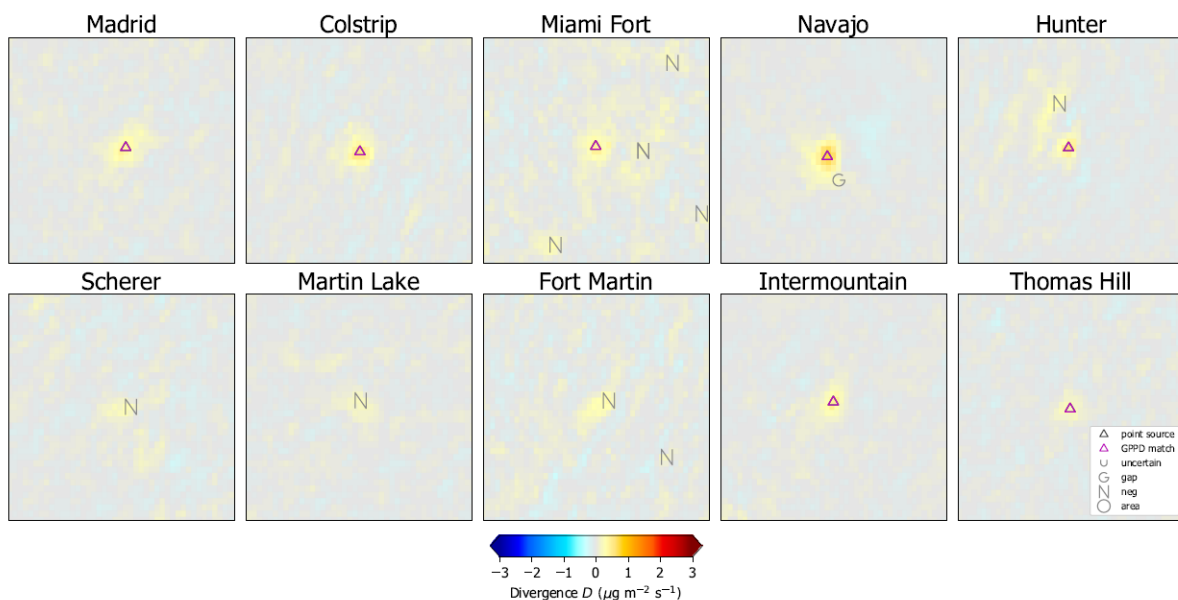 Madrid
Colstrip
Miami Fort
Navajo
Hunter
N
N
N
N
G
N
Scherer
Martin Lake
Fort Martin
Intermountain
Thomas Hill
N
N
N
N
△ point source
△ GPPD match
∪ uncertain
G gap
N neg
○ area
−3 −2 −1 0 1 2 3
Divergence D (μg m⁻² s⁻¹)